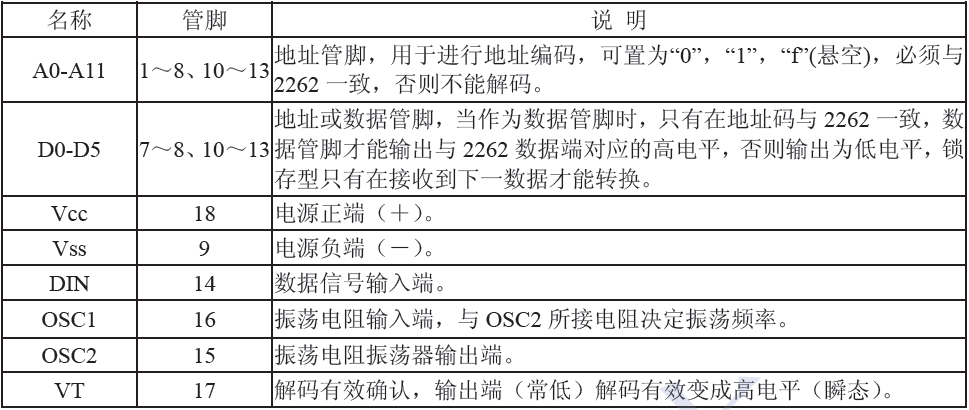 名称 管脚 说 明
A0-A11 1～8、10～13 地址管脚，用于进行地址编码，可置为“0”，“1”，“f”(悬空)，必须与
2262 一致，否则不能解码。
D0-D5 7～8、10～13 地址或数据管脚，当作为数据管脚时，只有在地址码与 2262 一致，数
据管脚才能输出与 2262 数据端对应的高电平，否则输出为低电平，锁
存型只有在接收到下一数据才能转换。
Vcc 18 电源正端（＋）。
Vss 9 电源负端（－）。
DIN 14 数据信号输入端。
OSC1 16 振荡电阻输入端，与 OSC2 所接电阻决定振荡频率。
OSC2 15 振荡电阻振荡器输出端。
VT 17 解码有效确认，输出端（常低）解码有效变成高电平（瞬态）。